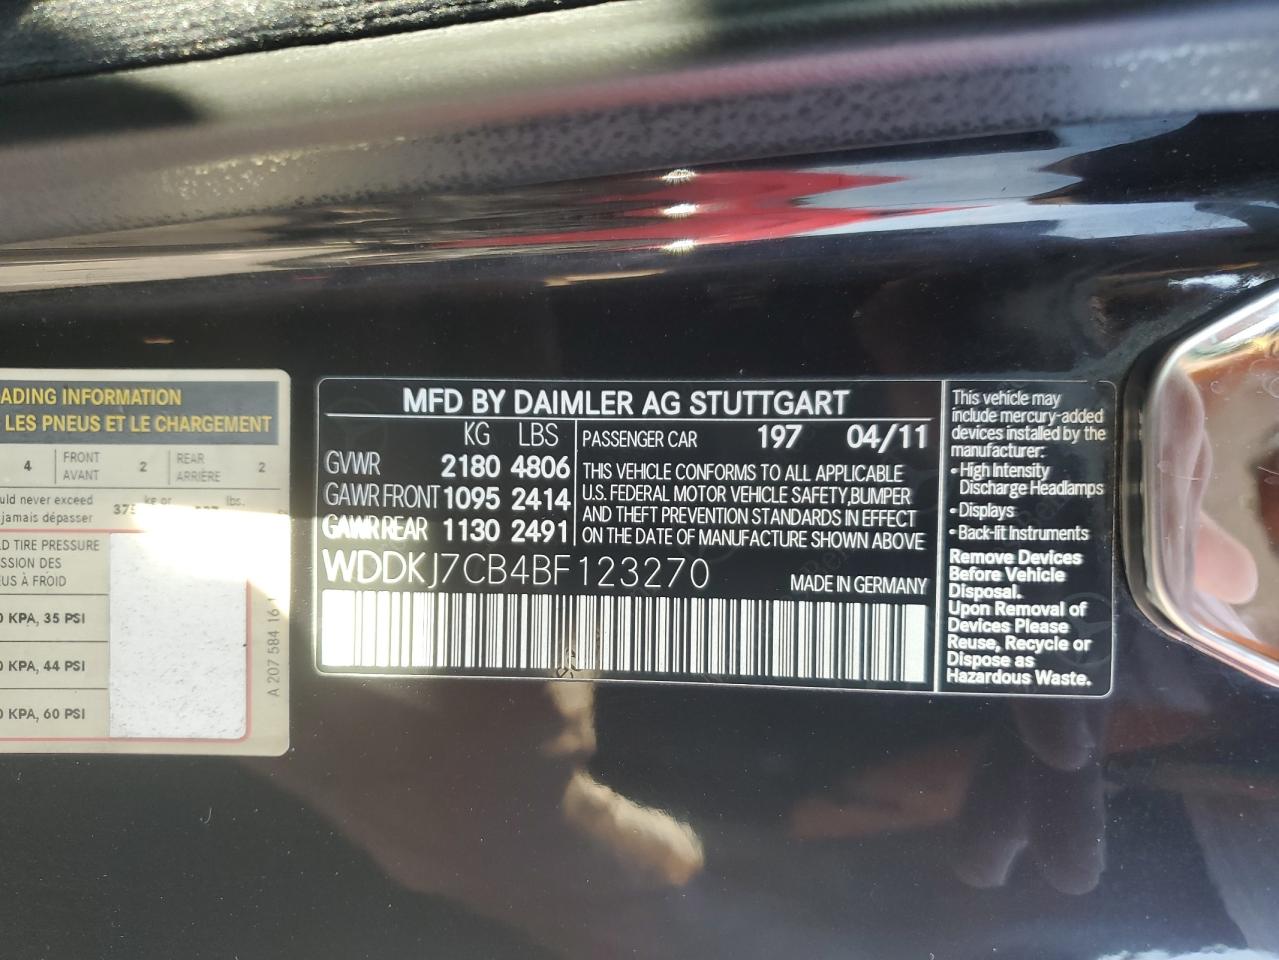 ADING INFORMATION
LES PNEUS ET LE CHARGEMENT
4 FRONT AVANT 2 REAR ARRIÈRE 2
uld never exceed kg or lbs.
jamais dépasser
LD TIRE PRESSURE
SSION DES
EUS À FROID
0 KPA, 35 PSI
0 KPA, 44 PSI
0 KPA, 60 PSI
A 207 584 16 1
MFD BY DAIMLER AG STUTTGART
KG LBS
GVWR 2180 4806
GAWR FRONT 1095 2414
GAWR REAR 1130 2491
PASSENGER CAR 197 04/11
THIS VEHICLE CONFORMS TO ALL APPLICABLE
U.S. FEDERAL MOTOR VEHICLE SAFETY,BUMPER
AND THEFT PREVENTION STANDARDS IN EFFECT
ON THE DATE OF MANUFACTURE SHOWN ABOVE
WDDKJ7CB4BF123270
MADE IN GERMANY
This vehicle may
include mercury-added
devices installed by the
manufacturer:
• High Intensity
Discharge Headlamps
• Displays
• Back-lit Instruments
Remove Devices
Before Vehicle
Disposal.
Upon Removal of
Devices Please
Reuse, Recycle or
Dispose as
Hazardous Waste.